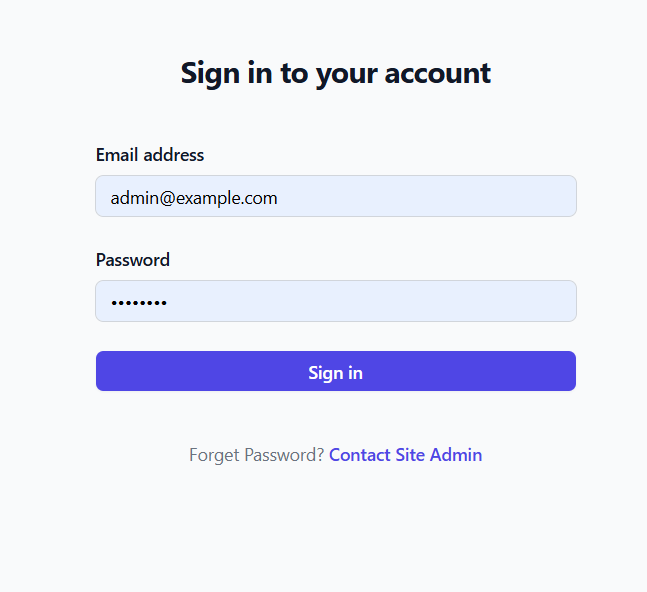 Sign in to your account
Email address
admin@example.com
Password
••••••••
Sign in
Forget Password? Contact Site Admin